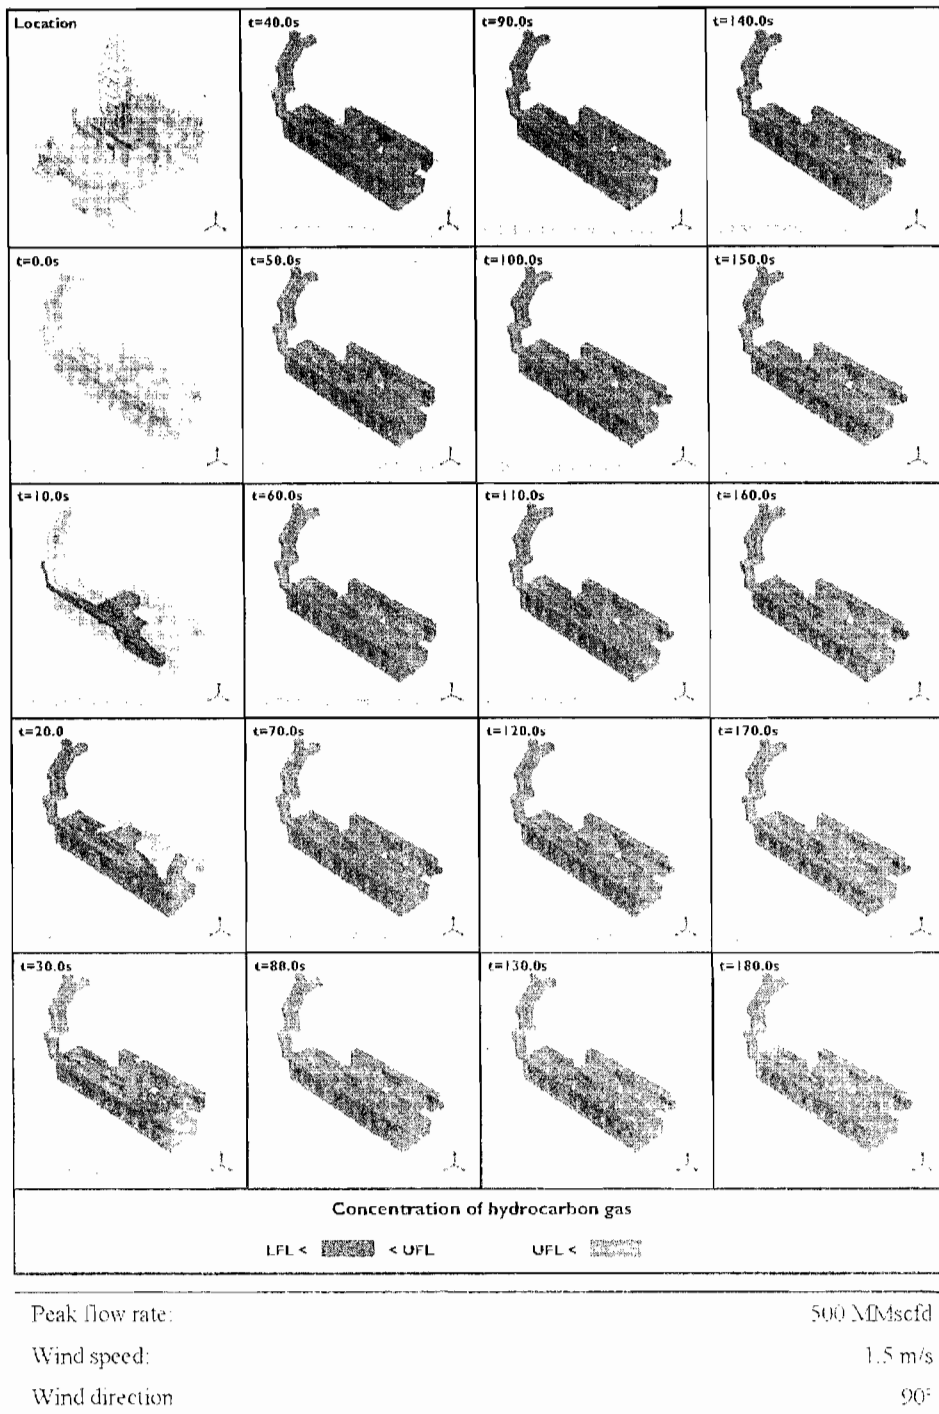 Location
t=40.0s
t=90.0s
t=140.0s
t=0.0s
t=50.0s
t=100.0s
t=150.0s
t=10.0s
t=60.0s
t=110.0s
t=160.0s
t=20.0
t=70.0s
t=120.0s
t=170.0s
t=30.0s
t=80.0s
t=130.0s
t=180.0s
Concentration of hydrocarbon gas
LFL < < UFL UFL <
Peak flow rate: 500 MMscfd
Wind speed: 1.5 m/s
Wind direction 90°